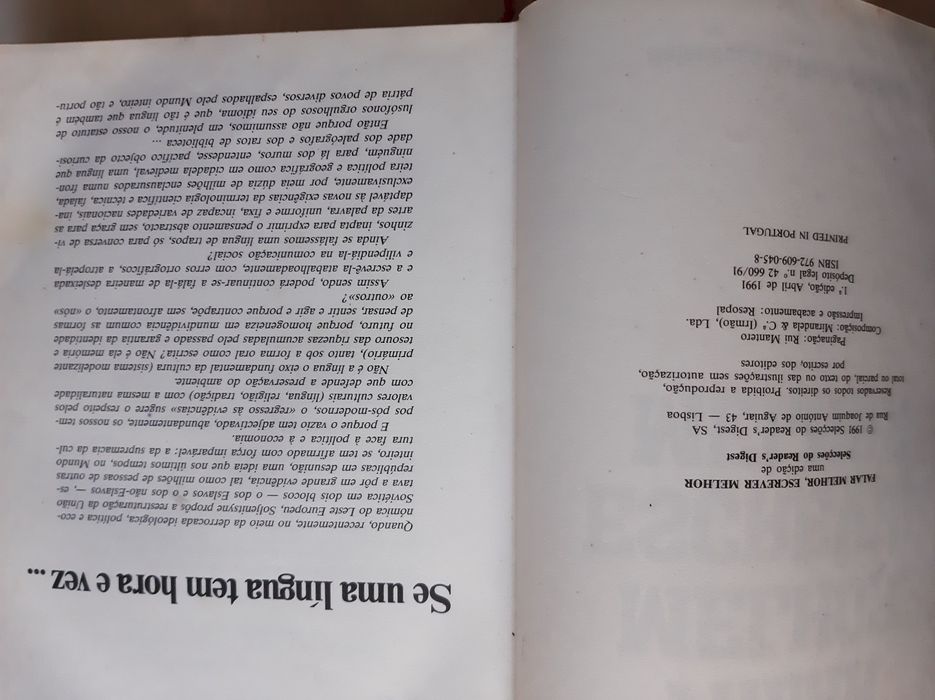 FALAR MELHOR, ESCREVER MELHOR
uma edição de
Selecções do Reader's Digest
© 1991 Selecções do Reader's Digest, SA
Rua de Joaquim António de Aguiar, 43 — Lisboa
Reservados todos os direitos. Proibida a reprodução,
total ou parcial, do texto ou das ilustrações sem autorização,
por escrito, dos editores
Paginação: Rui Mantero
Composição: Mirandela & C.ª (Irmão), Lda.
Impressão e acabamento: Resopal
1.ª edição, Abril de 1991
Depósito legal n.º 42 660/91
ISBN 972-609-045-8
PRINTED IN PORTUGAL
Se uma língua tem hora e vez ...
Quando, recentemente, no meio da derrocada ideológica, política e eco-
nómica do Leste Europeu, Soljenitsyne propôs a reestruturação da União
Soviética em dois blocos — o dos Eslavos e o dos não-Eslavos —, es-
tava a pôr em grande evidência, tal como milhões de pessoas de outras
repúblicas em desunião, uma ideia que nos últimos tempos, no Mundo
inteiro, se tem afirmado com força imparável: a da supremacia da cul-
tura face à política e à economia.
E porque o vazio tem adjectivado, abundantemente, os nossos tem-
pos pós-modernos, o «regresso às evidências» sugere o respeito pelos
valores culturais (língua, religião, tradição) com a mesma naturalidade
com que defende a preservação do ambiente.
Não é a língua o eixo fundamental da cultura (sistema modelizante
primário), tanto sob a forma oral como escrita? Não é ela memória e
tesouro das riquezas acumuladas pelo passado e garantia da identidade
no futuro, porque homogeneiza em mundividência comum as formas
de pensar, sentir e agir e porque contrapõe, sem afrontamento, o «nós»
ao «outros»?
Assim sendo, poderá continuar-se a falá-la de maneira desleixada
e a escrevê-la atabalhoadamente, com erros ortográficos, a atropelá-la
e vilipendiá-la na comunicação social?
Ainda se falássemos uma língua de trapos, só para conversa de vi-
zinhos, inapta para exprimir o pensamento abstracto, sem graça para as
artes da palavra, uniforme e fixa, incapaz de variedades nacionais, ina-
daptável às novas exigências da terminologia científica e técnica, falada,
exclusivamente, por meia dúzia de milhões enclausurados numa fron-
teira política e geográfica como em cidadela medieval, uma língua que
ninguém, para lá dos muros, entendesse, pacífico objecto da curiosi-
dade dos paleógrafos e dos ratos de biblioteca ...
Então porque não assumimos, em plenitude, o nosso estatuto de
lusófonos orgulhosos do seu idioma, que é tão língua que também é
pátria de povos diversos, espalhados pelo Mundo inteiro, e tão portu-